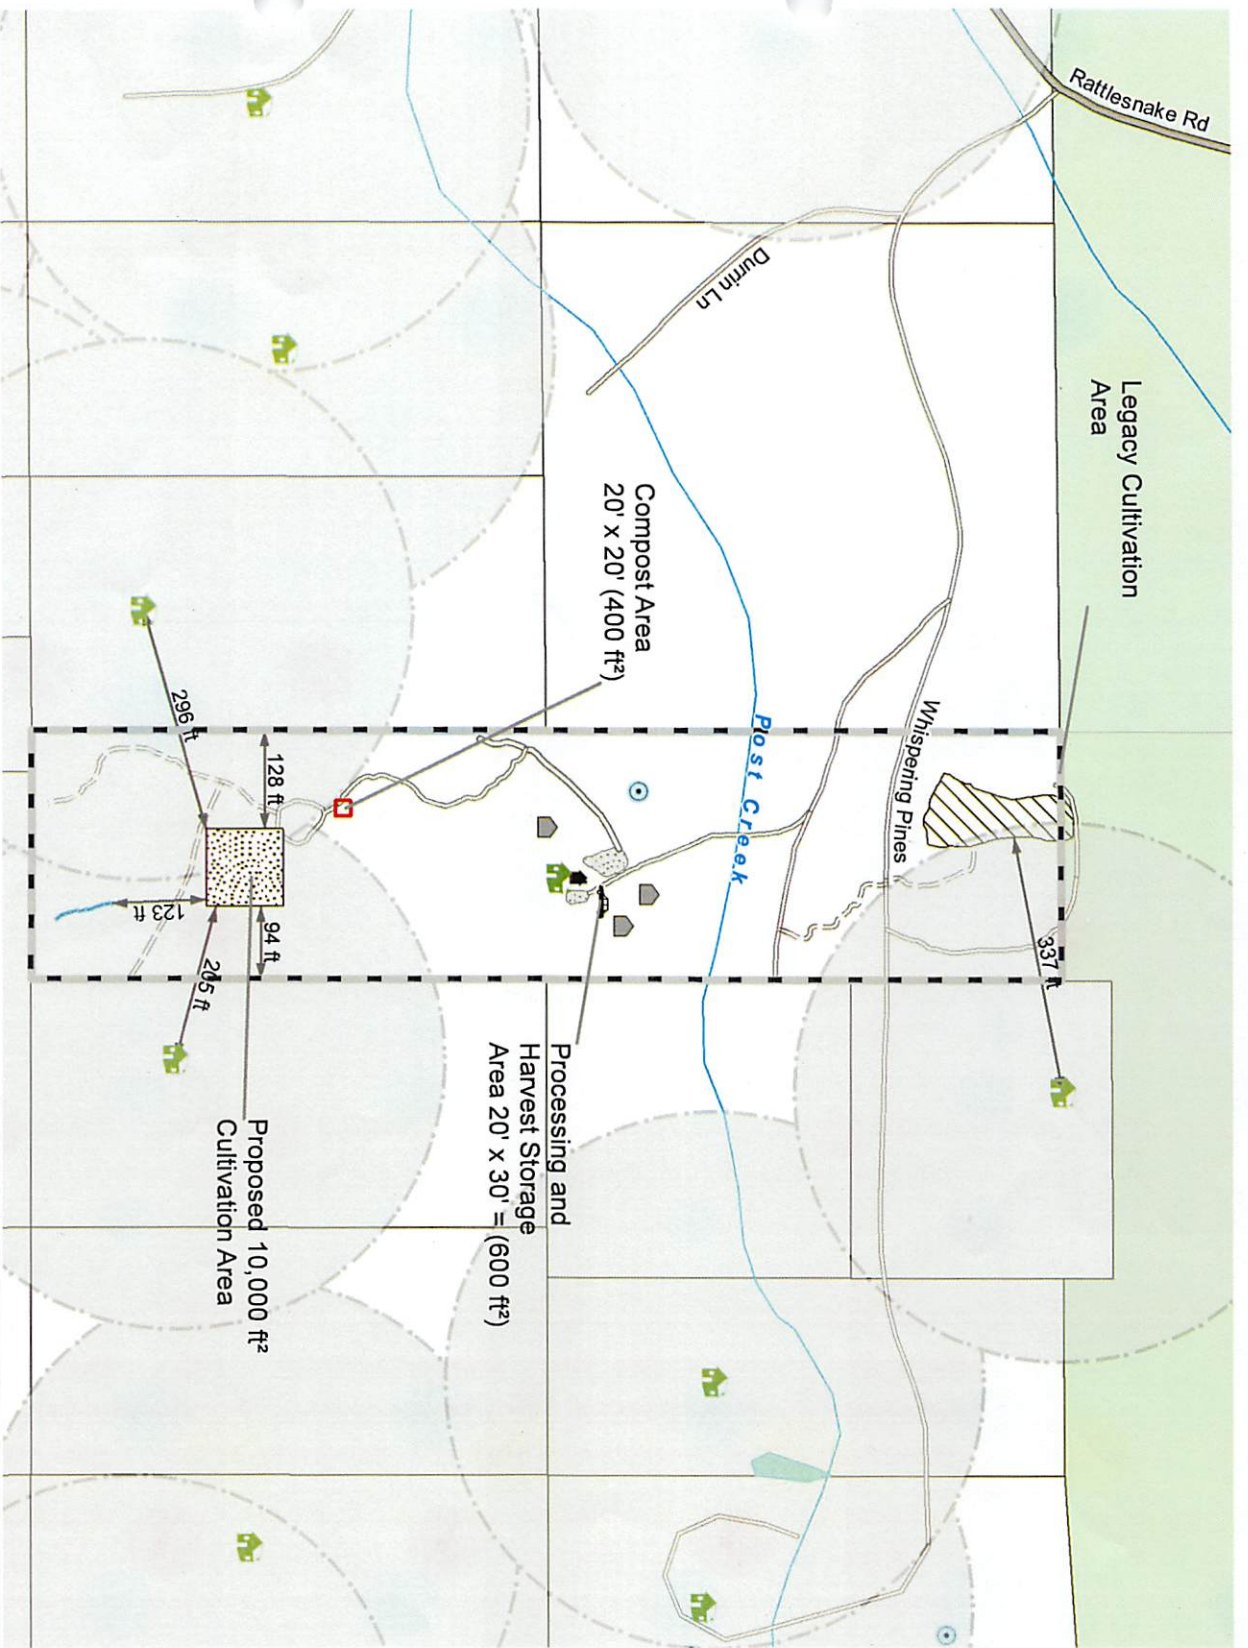 Rattlesnake Rd
Durrin Ln
Legacy Cultivation
Area
Compost Area
20' x 20' (400 ft²)
Whispering Pines
Post Creek
296 ft
128 ft
123 ft
94 ft
205 ft
337 ft
Processing and
Harvest Storage
Area 20' x 30' = (600 ft²)
Proposed 10,000 ft²
Cultivation Area